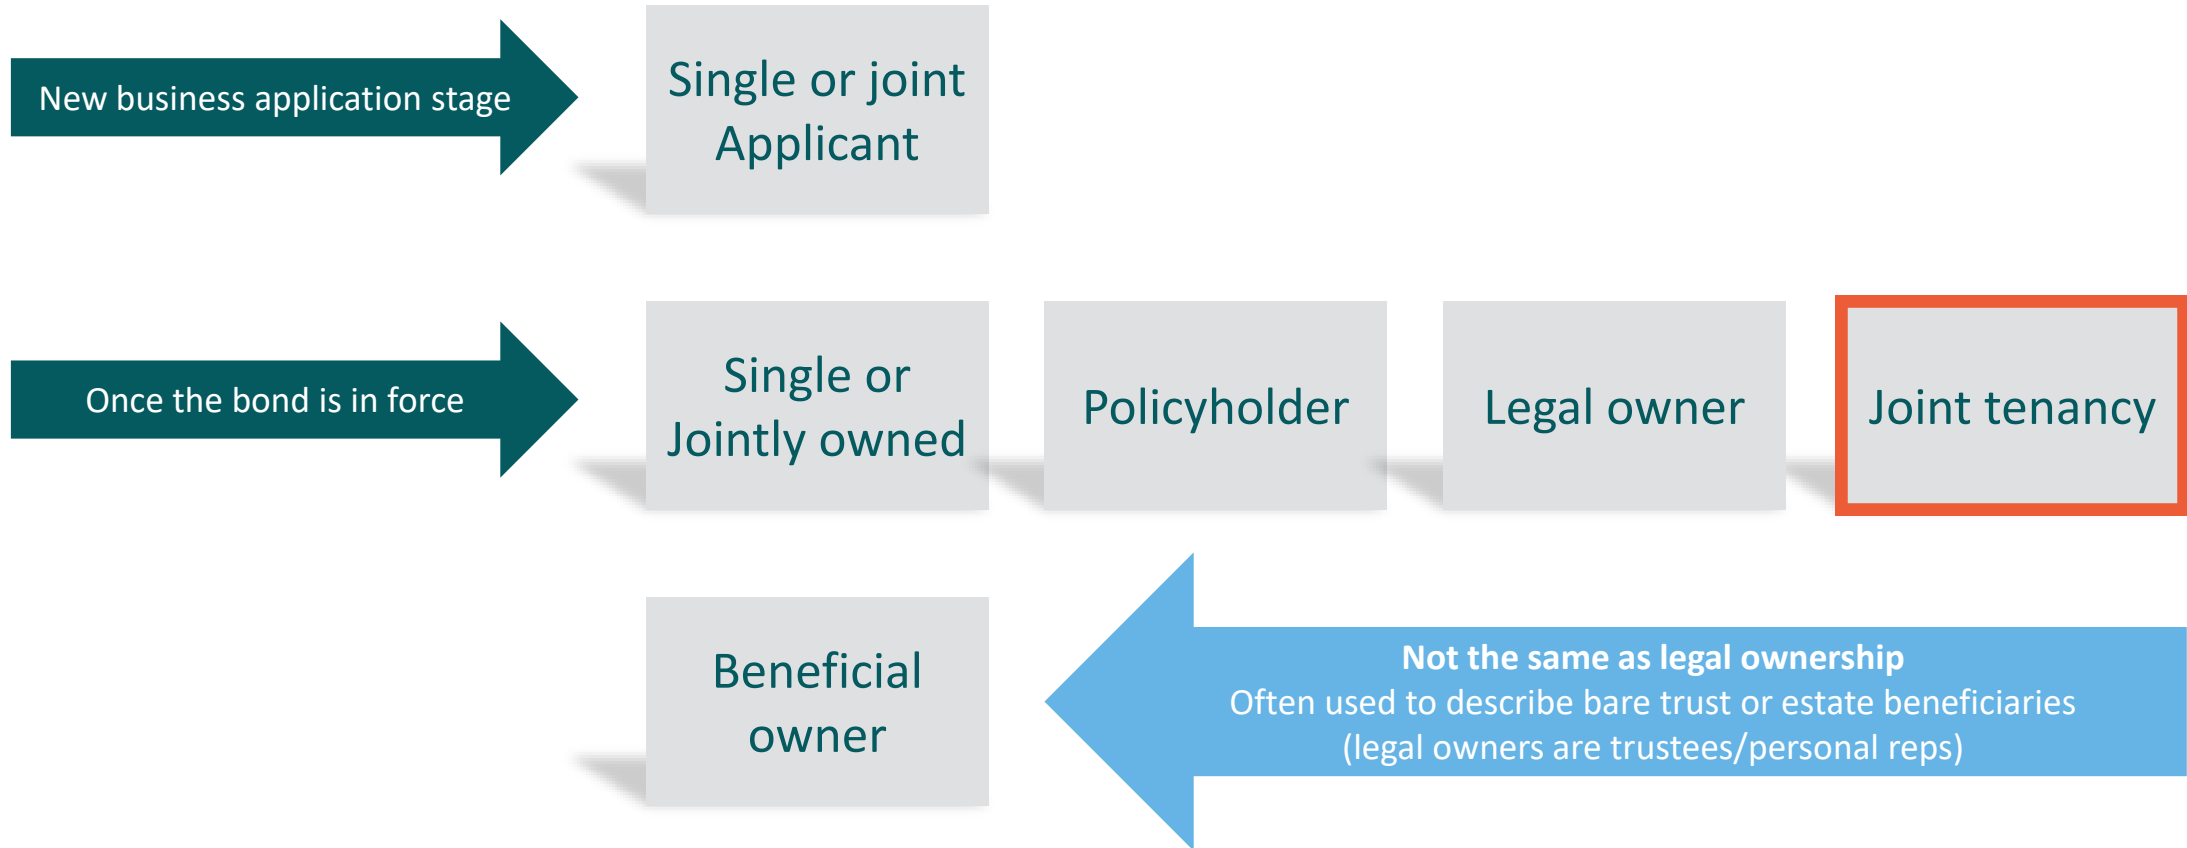 New business application stage
Single or joint
Applicant
Once the bond is in force
Single or
Jointly owned
Policyholder
Legal owner
Joint tenancy
Beneficial
owner
Not the same as legal ownership
Often used to describe bare trust or estate beneficiaries
(legal owners are trustees/personal reps)